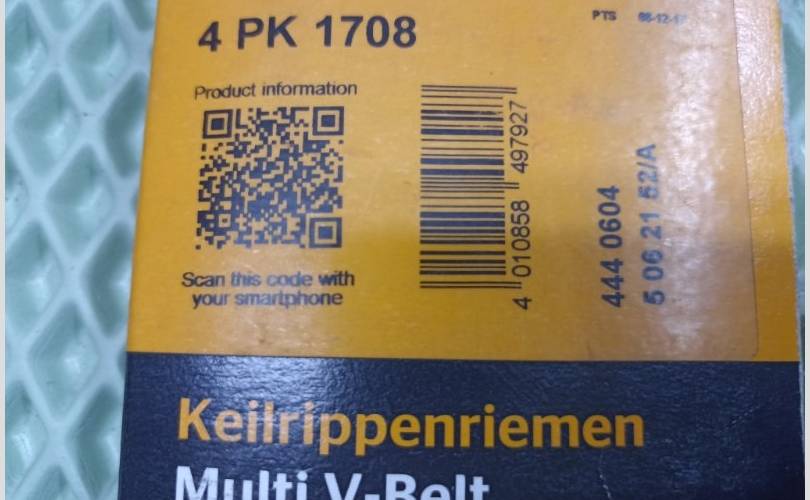 4 PK 1708
PTS
Product information
Scan this code with
your smartphone
4 010858 497927
444 0604
5 06 21 52/A
Keilrippenriemen
Multi V-Belt